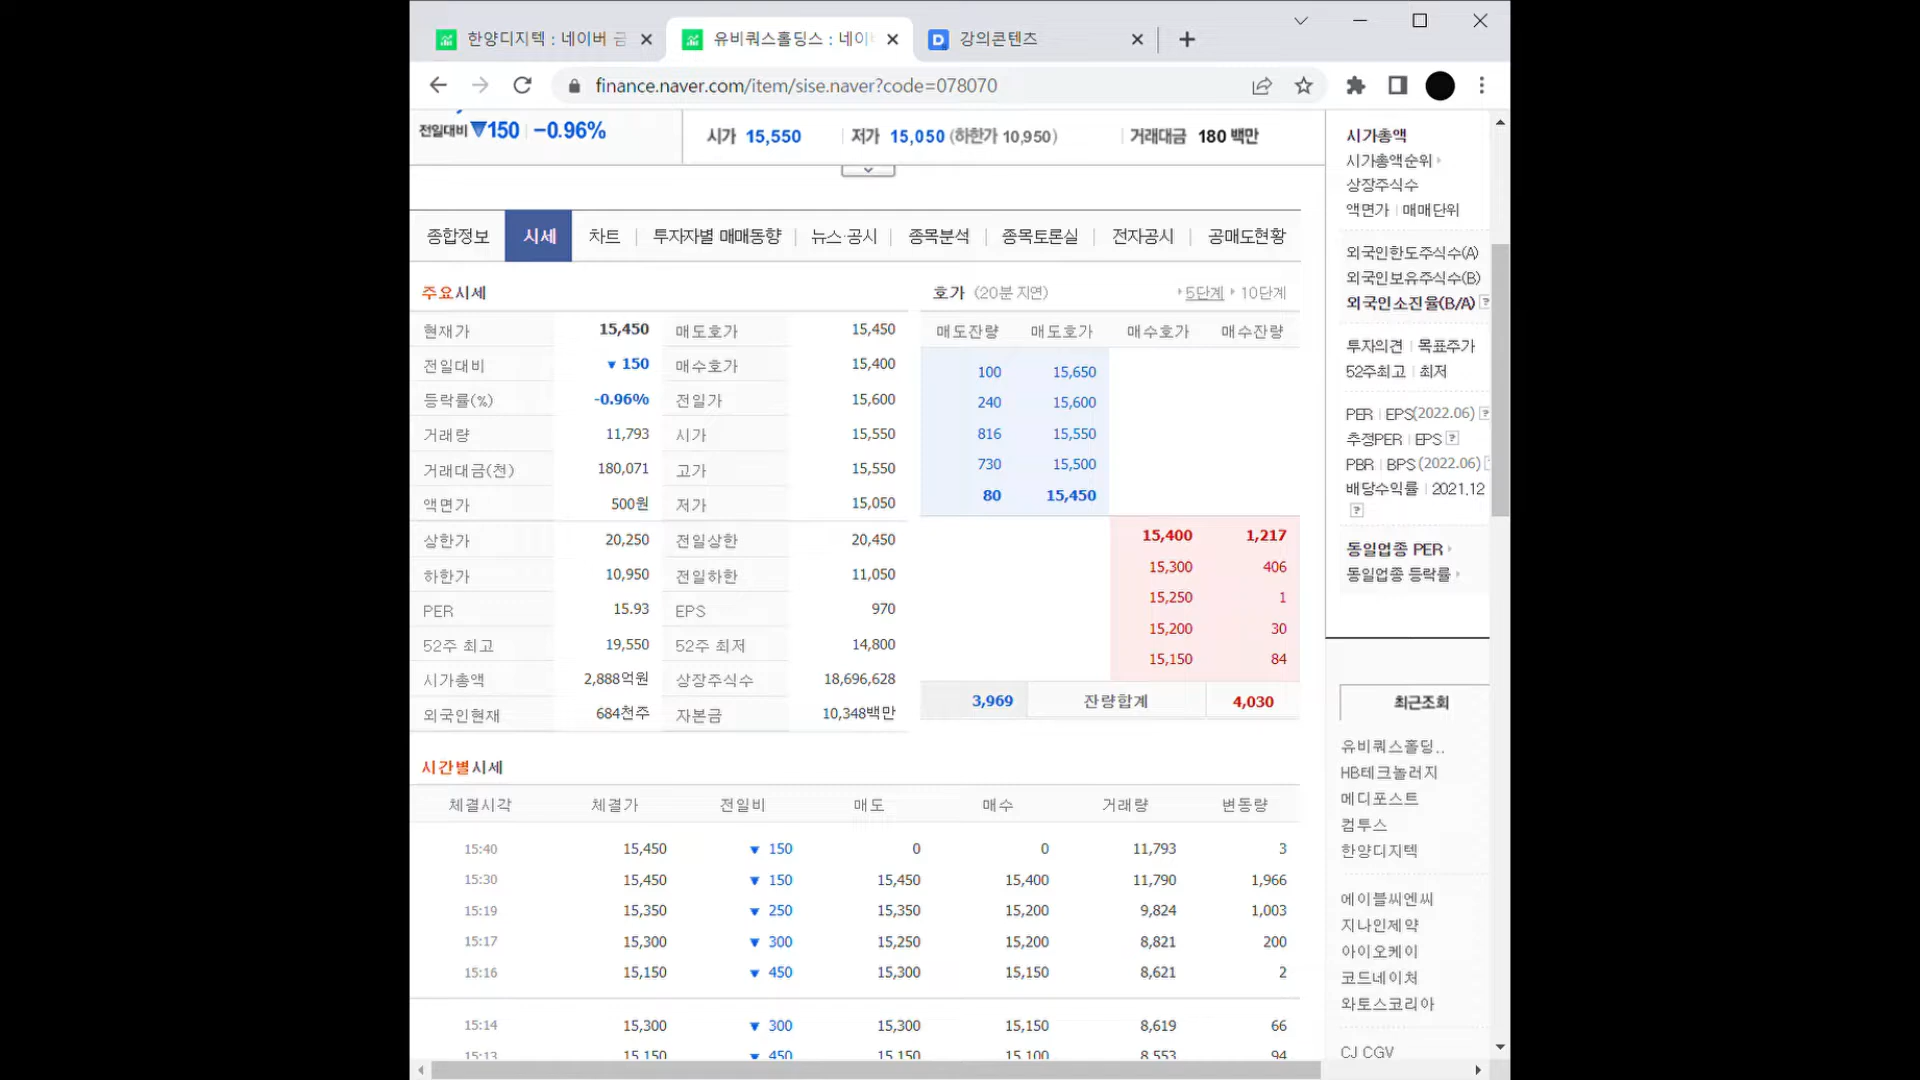 한양디지텍 : 네이버 금
유비쿼스홀딩스 : 네이버
강의콘텐츠
finance.naver.com/item/sise.naver?code=078070
전일대비 ▼150 -0.96%
시가 15,550 저가 15,050 (하한가 10,950) 거래대금 180 백만
종합정보 시세 차트 투자자별 매매동향 뉴스·공시 종목분석 종목토론실 전자공시 공매도현황
주요시세
현재가 15,450 매도호가 15,450
전일대비 ▼ 150 매수호가 15,400
등락률(%) -0.96% 전일가 15,600
거래량 11,793 시가 15,550
거래대금(천) 180,071 고가 15,550
액면가 500원 저가 15,050
상한가 20,250 전일상한 20,450
하한가 10,950 전일하한 11,050
PER 15.93 EPS 970
52주 최고 19,550 52주 최저 14,800
시가총액 2,888억원 상장주식수 18,696,628
외국인현재 684천주 자본금 10,348백만
호가 (20분 지연) 5단계 10단계
매도잔량 매도호가 매수호가 매수잔량
100 15,650
240 15,600
816 15,550
730 15,500
80 15,450
15,400 1,217
15,300 406
15,250 1
15,200 30
15,150 84
3,969 잔량합계 4,030
시간별시세
체결시각 체결가 전일비 매도 매수 거래량 변동량
15:40 15,450 ▼ 150 0 0 11,793 3
15:30 15,450 ▼ 150 15,450 15,400 11,790 1,966
15:19 15,350 ▼ 250 15,350 15,200 9,824 1,003
15:17 15,300 ▼ 300 15,250 15,200 8,821 200
15:16 15,150 ▼ 450 15,300 15,150 8,621 2
15:14 15,300 ▼ 300 15,300 15,150 8,619 66
15:13 15,150 ▼ 450 15,150 15,100 8,553 94
시가총액
시가총액순위
상장주식수
액면가 | 매매단위
외국인한도주식수(A)
외국인보유주식수(B)
외국인소진율(B/A) ?
투자의견 | 목표주가
52주최고 | 최저
PER | EPS(2022.06) ?
추정PER | EPS ?
PBR | BPS (2022.06)
배당수익률 | 2021.12
?
동일업종 PER
동일업종 등락률
최근조회
유비쿼스홀딩..
HB테크놀러지
메디포스트
컴투스
한양디지텍
에이블씨엔씨
지나인제약
아이오케이
코드네이처
와토스코리아
CJ CGV